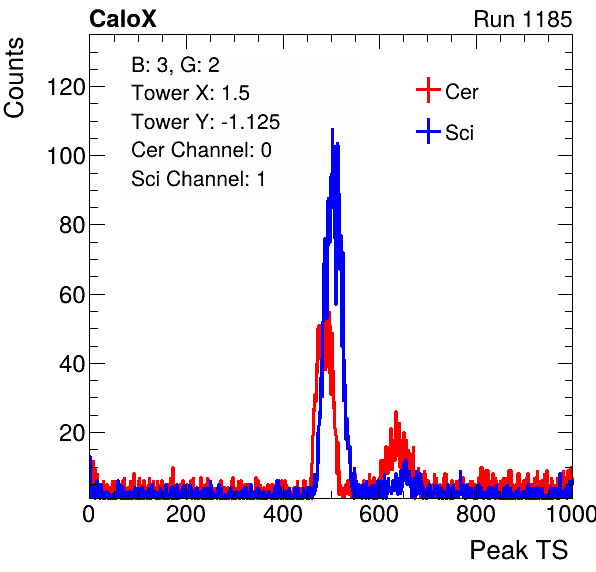 CaloX
Run 1185
Counts
B: 3, G: 2
Tower X: 1.5
Tower Y: -1.125
Cer Channel: 0
Sci Channel: 1
Cer
Sci
120
100
80
60
40
20
0 200 400 600 800 1000
Peak TS